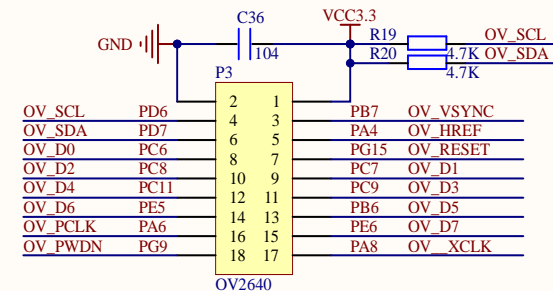 C36
VCC3.3
GND
104
R19
OV_SCL
R20
4.7K
OV_SDA
4.7K
P3
2 1
OV_SCL PD6 4 3 PB7 OV_VSYNC
OV_SDA PD7 6 5 PA4 OV_HREF
OV_D0 PC6 8 7 PG15 OV_RESET
OV_D2 PC8 10 9 PC7 OV_D1
OV_D4 PC11 12 11 PC9 OV_D3
OV_D6 PE5 14 13 PB6 OV_D5
OV_PCLK PA6 16 15 PE6 OV_D7
OV_PWDN PG9 18 17 PA8 OV__XCLK
OV2640